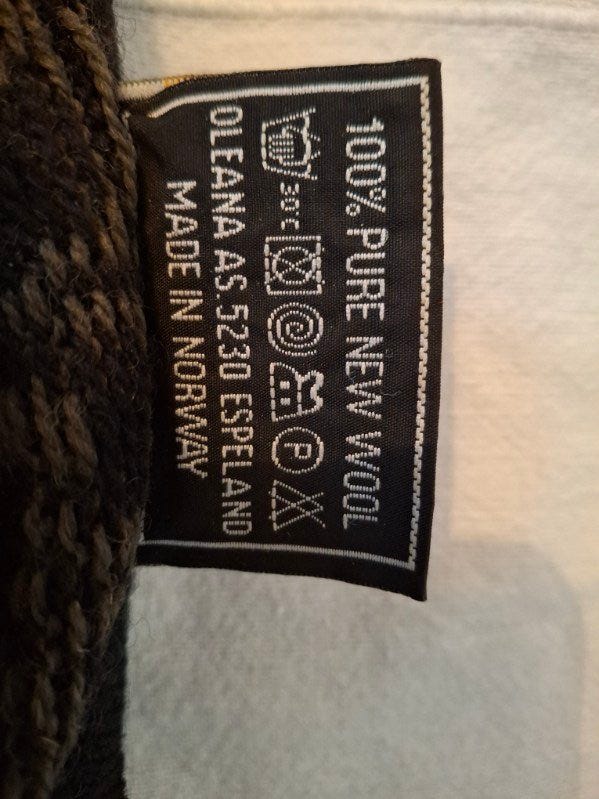 100% PURE NEW WOOL
30°C P
OLEANA AS.5230 ESPELAND
MADE IN NORWAY